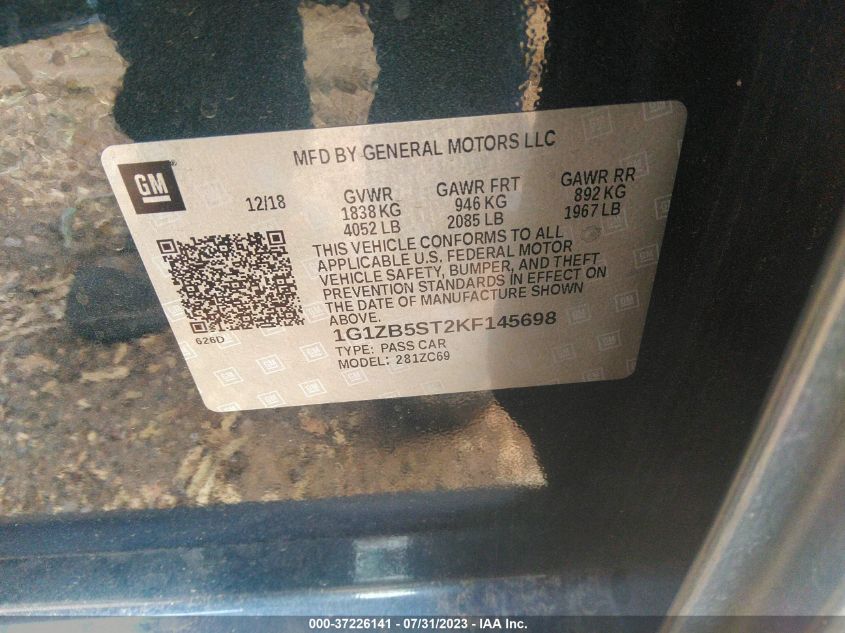 MFD BY GENERAL MOTORS LLC
GM
12/18
GVWR
1838 KG
4052 LB
GAWR FRT
946 KG
2085 LB
GAWR RR
892 KG
1967 LB
THIS VEHICLE CONFORMS TO ALL
APPLICABLE U.S. FEDERAL MOTOR
VEHICLE SAFETY, BUMPER, AND THEFT
PREVENTION STANDARDS IN EFFECT ON
THE DATE OF MANUFACTURE SHOWN
ABOVE.
626D
1G1ZB5ST2KF145698
TYPE: PASS CAR
MODEL: 281ZC69
000-37226141 - 07/31/2023 - IAA Inc.